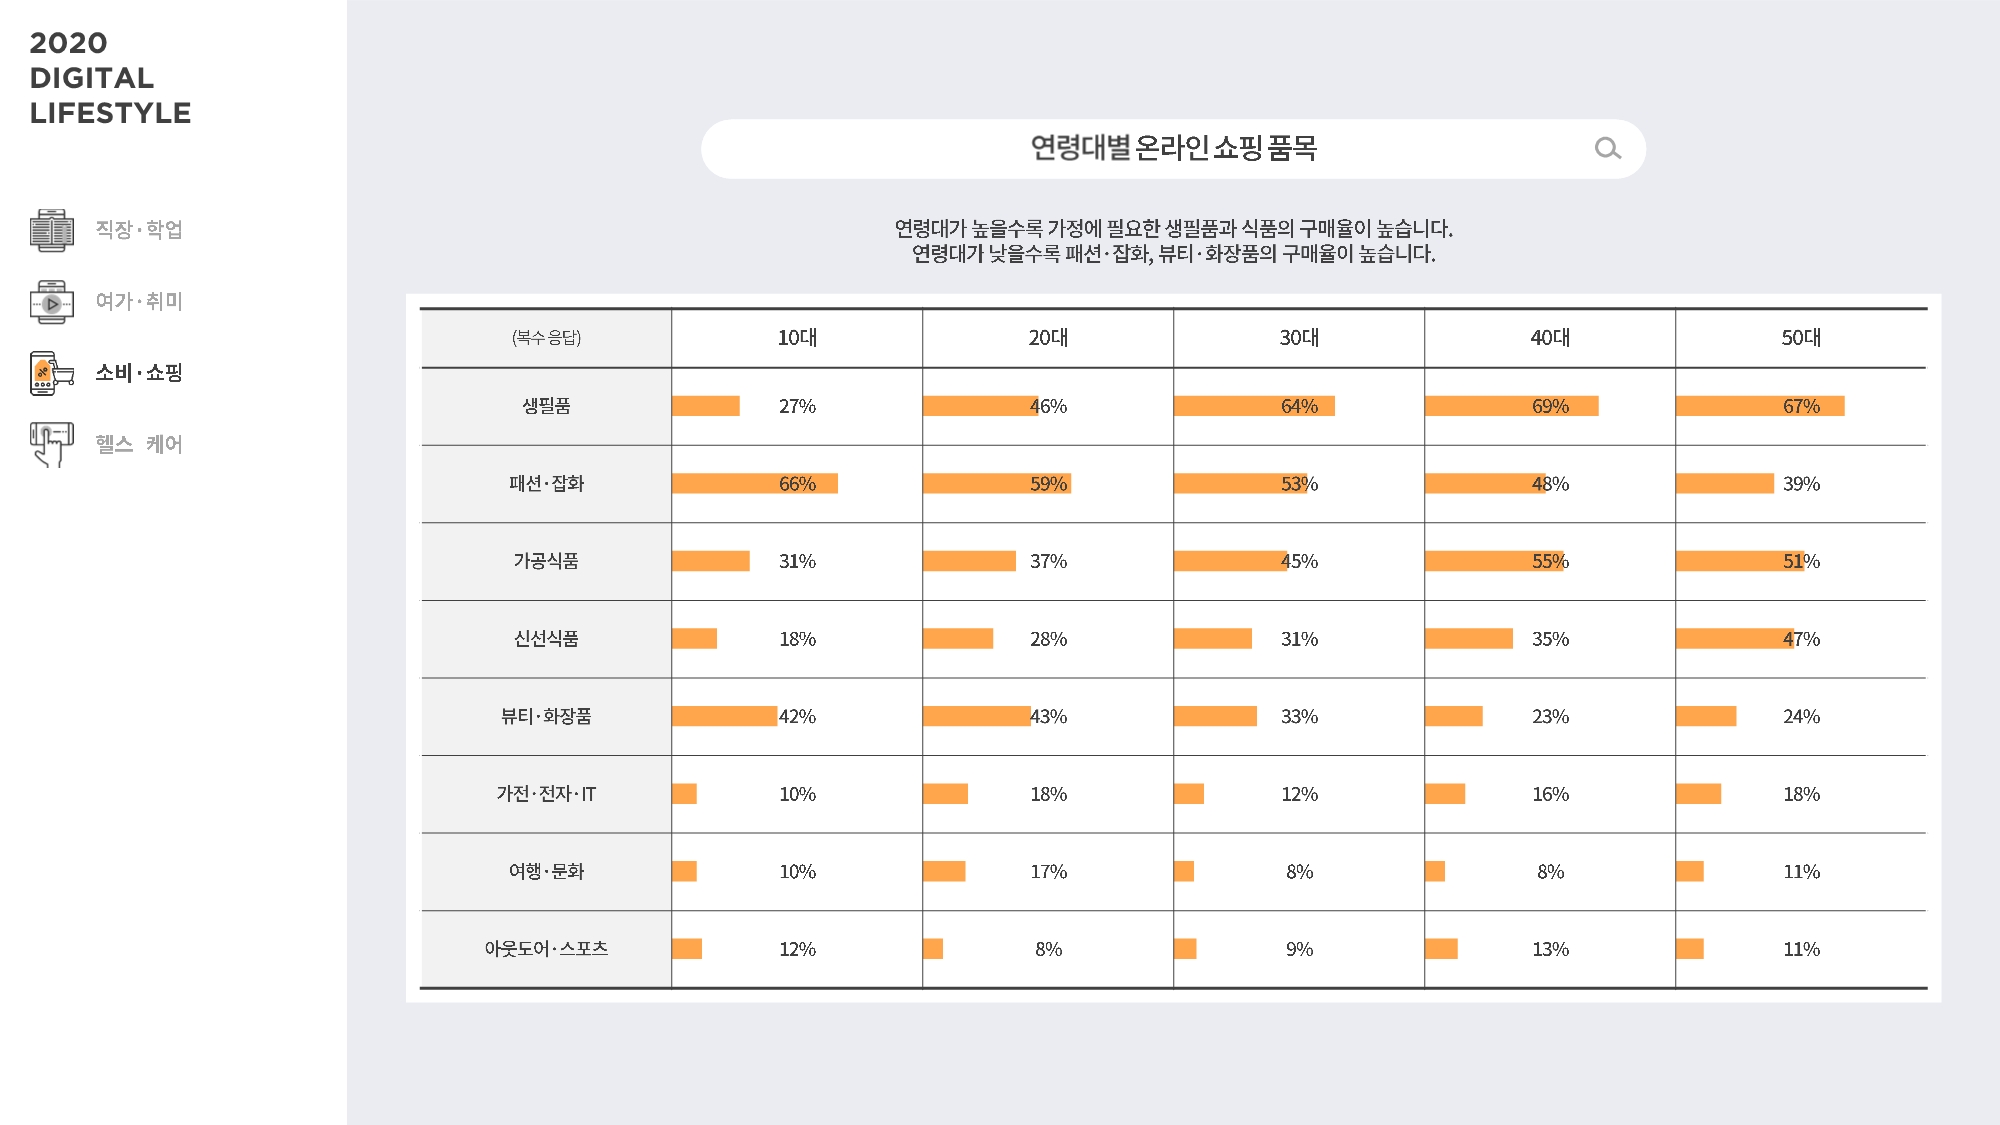 2020
DIGITAL
LIFESTYLE
직장·학업
여가·취미
소비·쇼핑
헬스 케어
연령대별 온라인 쇼핑 품목
연령대가 높을수록 가정에 필요한 생필품과 식품의 구매율이 높습니다.
연령대가 낮을수록 패션·잡화, 뷰티·화장품의 구매율이 높습니다.
(복수 응답) 10대 20대 30대 40대 50대
생필품 27% 46% 64% 69% 67%
패션·잡화 66% 59% 53% 48% 39%
가공식품 31% 37% 45% 55% 51%
신선식품 18% 28% 31% 35% 47%
뷰티·화장품 42% 43% 33% 23% 24%
가전·전자·IT 10% 18% 12% 16% 18%
여행·문화 10% 17% 8% 8% 11%
아웃도어·스포츠 12% 8% 9% 13% 11%